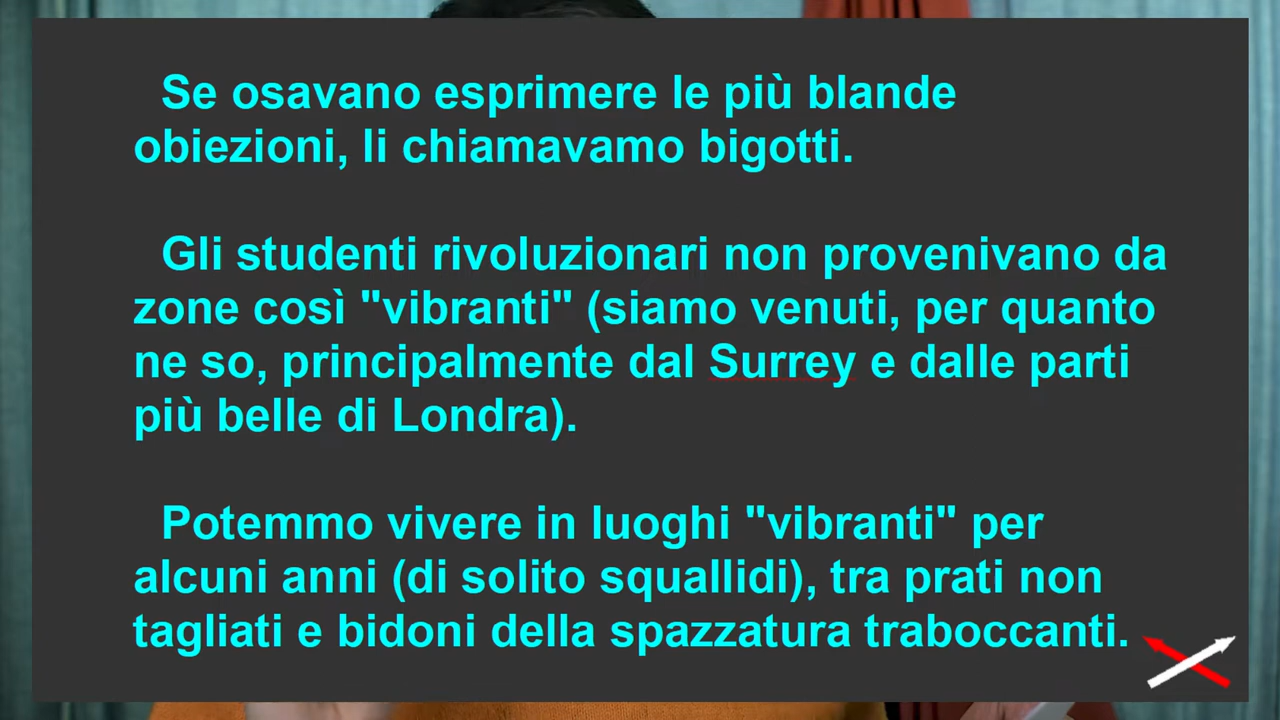 Se osavano esprimere le più blande
obiezioni, li chiamavamo bigotti.
Gli studenti rivoluzionari non provenivano da
zone così "vibranti" (siamo venuti, per quanto
ne so, principalmente dal Surrey e dalle parti
più belle di Londra).
Potemmo vivere in luoghi "vibranti" per
alcuni anni (di solito squallidi), tra prati non
tagliati e bidoni della spazzatura traboccanti.